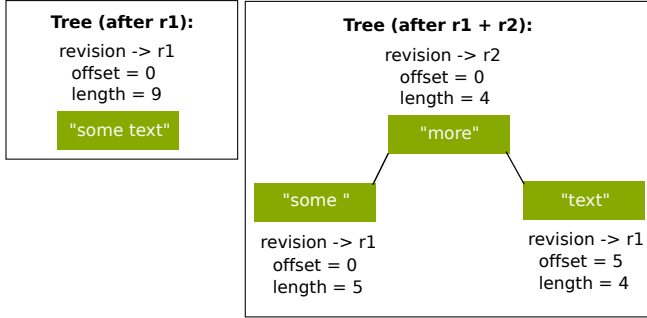 Tree (after r1):
revision -> r1
offset = 0
length = 9
"some text"
Tree (after r1 + r2):
revision -> r2
offset = 0
length = 4
"more"
"some "
revision -> r1
offset = 0
length = 5
"text"
revision -> r1
offset = 5
length = 4